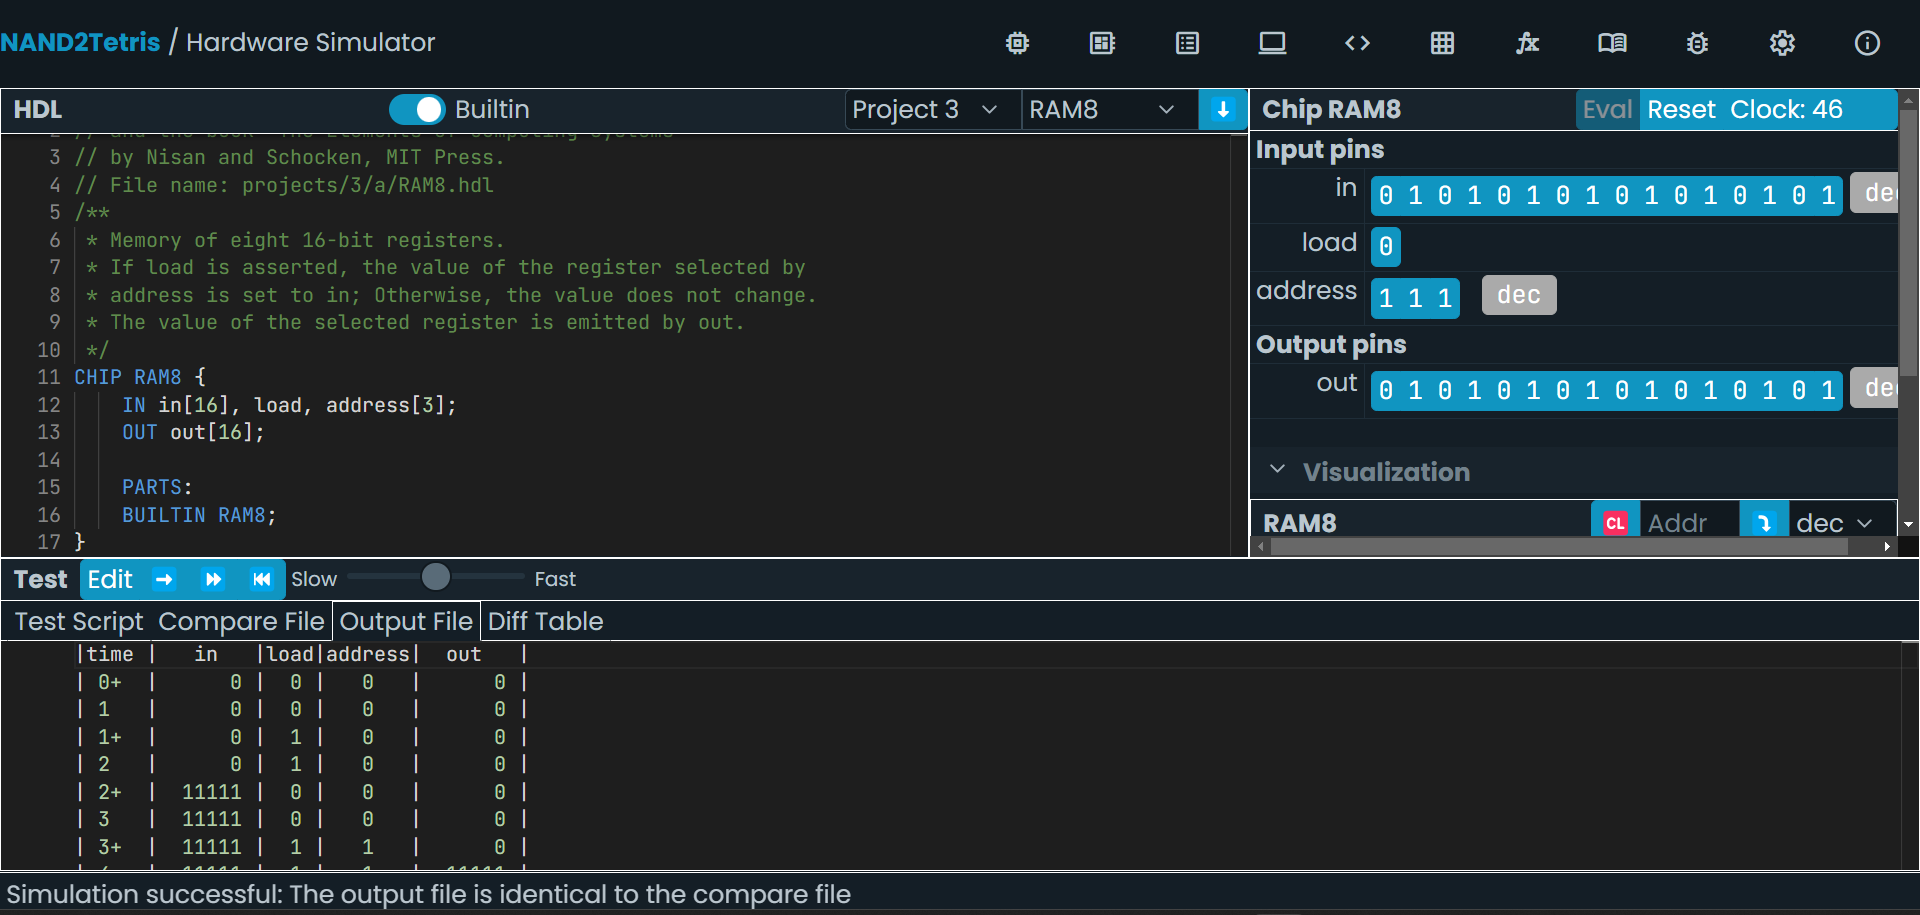 NAND2Tetris / Hardware Simulator
HDL Builtin Project 3 RAM8
3 // by Nisan and Schocken, MIT Press.
4 // File name: projects/3/a/RAM8.hdl
5 /**
6 * Memory of eight 16-bit registers.
7 * If load is asserted, the value of the register selected by
8 * address is set to in; Otherwise, the value does not change.
9 * The value of the selected register is emitted by out.
10 */
11 CHIP RAM8 {
12 IN in[16], load, address[3];
13 OUT out[16];
14
15 PARTS:
16 BUILTIN RAM8;
17 }
Chip RAM8 Eval Reset Clock: 46
Input pins
in 0 1 0 1 0 1 0 1 0 1 0 1 0 1 0 1
load 0
address 1 1 1 dec
Output pins
out 0 1 0 1 0 1 0 1 0 1 0 1 0 1 0 1
Visualization
RAM8 CL Addr dec
Test Edit Slow Fast
Test Script Compare File Output File Diff Table
|time | in |load|address| out |
| 0+ | 0 | 0 | 0 | 0 |
| 1 | 0 | 0 | 0 | 0 |
| 1+ | 0 | 1 | 0 | 0 |
| 2 | 0 | 1 | 0 | 0 |
| 2+ | 11111 | 0 | 0 | 0 |
| 3 | 11111 | 0 | 0 | 0 |
| 3+ | 11111 | 1 | 1 | 0 |
Simulation successful: The output file is identical to the compare file